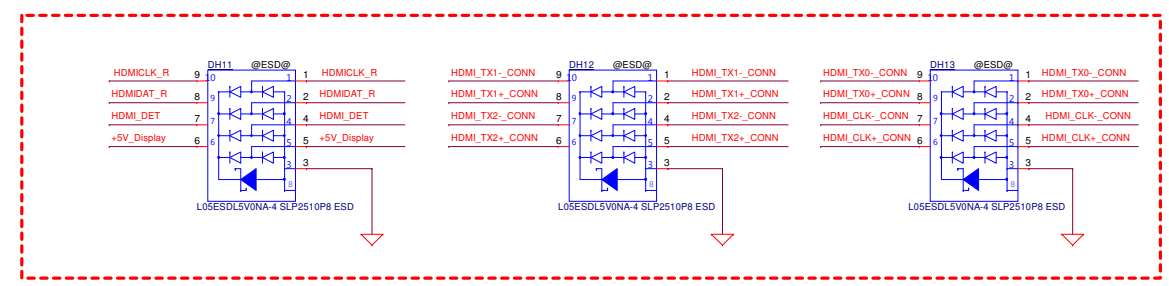 DH11 @ESD@
HDMICLK_R 9 10 1 1 HDMICLK_R
HDMIDAT_R 8 9 2 2 HDMIDAT_R
HDMI_DET 7 7 4 4 HDMI_DET
+5V_Display 6 6 5 5 +5V_Display
3 3
8
L05ESDL5V0NA-4 SLP2510P8 ESD
DH12 @ESD@
HDMI_TX1-_CONN 9 10 1 1 HDMI_TX1-_CONN
HDMI_TX1+_CONN 8 9 2 2 HDMI_TX1+_CONN
HDMI_TX2-_CONN 7 7 4 4 HDMI_TX2-_CONN
HDMI_TX2+_CONN 6 6 5 5 HDMI_TX2+_CONN
3 3
8
L05ESDL5V0NA-4 SLP2510P8 ESD
DH13 @ESD@
HDMI_TX0-_CONN 9 10 1 1 HDMI_TX0-_CONN
HDMI_TX0+_CONN 8 9 2 2 HDMI_TX0+_CONN
HDMI_CLK-_CONN 7 7 4 4 HDMI_CLK-_CONN
HDMI_CLK+_CONN 6 6 5 5 HDMI_CLK+_CONN
3 3
8
L05ESDL5V0NA-4 SLP2510P8 ESD